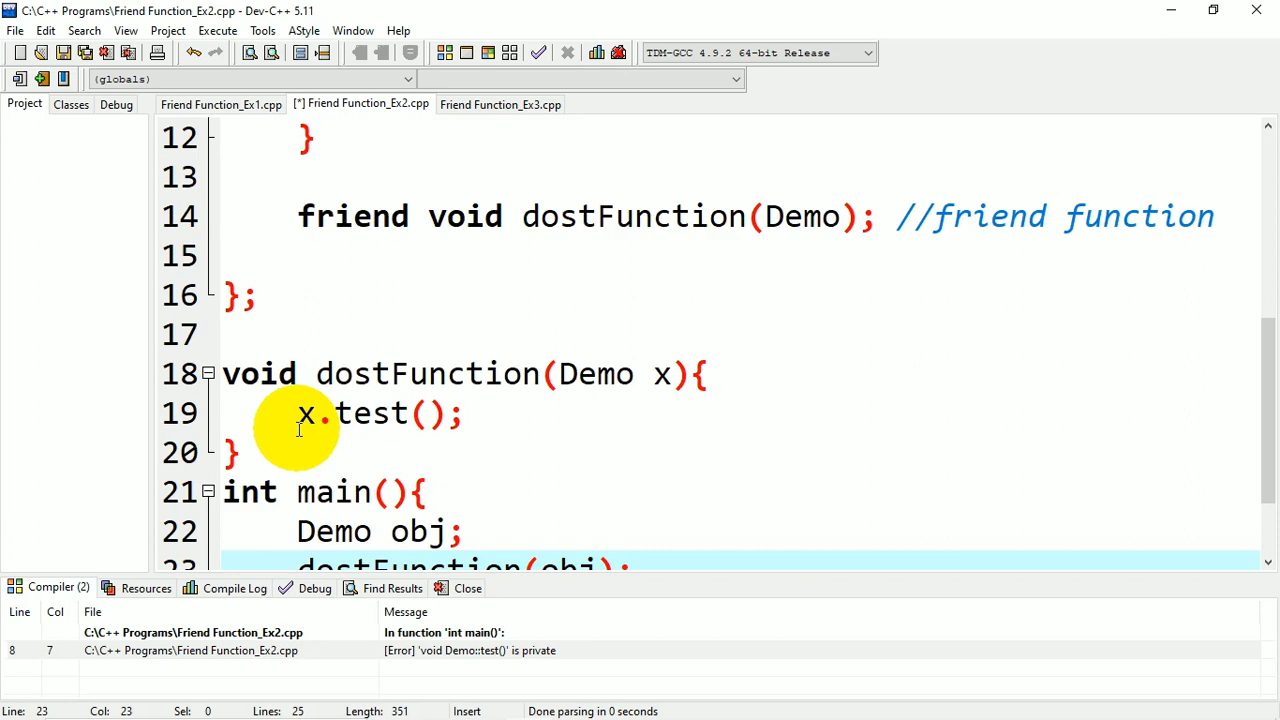 C:\C++ Programs\Friend Function_Ex2.cpp - Dev-C++ 5.11
File Edit Search View Project Execute Tools AStyle Window Help
TDM-GCC 4.9.2 64-bit Release
(globals)
Project Classes Debug Friend Function_Ex1.cpp [*] Friend Function_Ex2.cpp Friend Function_Ex3.cpp
12 }
13
14 friend void dostFunction(Demo); //friend function
15
16 };
17
18 void dostFunction(Demo x){
19 x.test();
20 }
21 int main(){
22 Demo obj;
23 dostFunction(obj);
Compiler (2) Resources Compile Log Debug Find Results Close
Line Col File Message
C:\C++ Programs\Friend Function_Ex2.cpp In function 'int main()':
8 7 C:\C++ Programs\Friend Function_Ex2.cpp [Error] 'void Demo::test()' is private
Line: 23 Col: 23 Sel: 0 Lines: 25 Length: 351 Insert Done parsing in 0 seconds